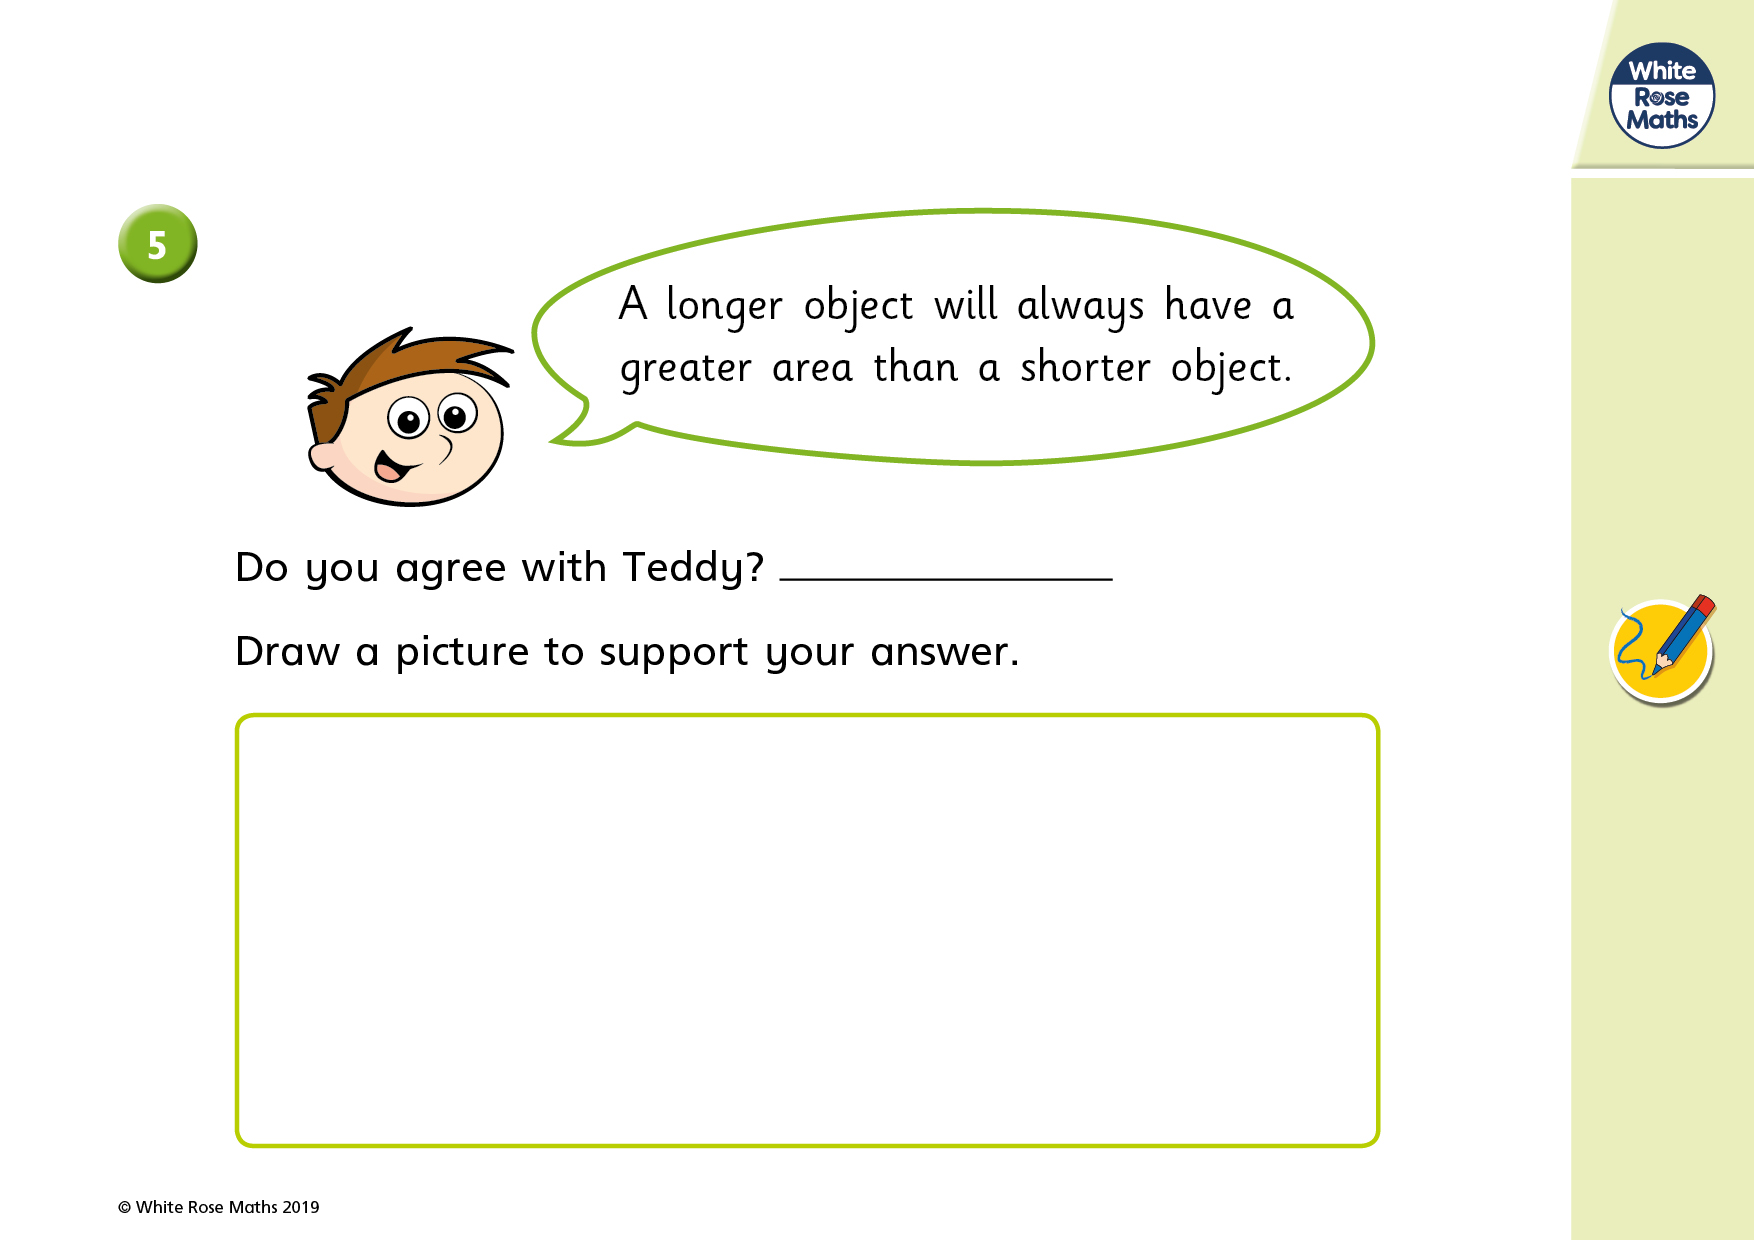 White
Rose
Maths
5
A longer object will always have a
greater area than a shorter object.
Do you agree with Teddy?
Draw a picture to support your answer.
© White Rose Maths 2019